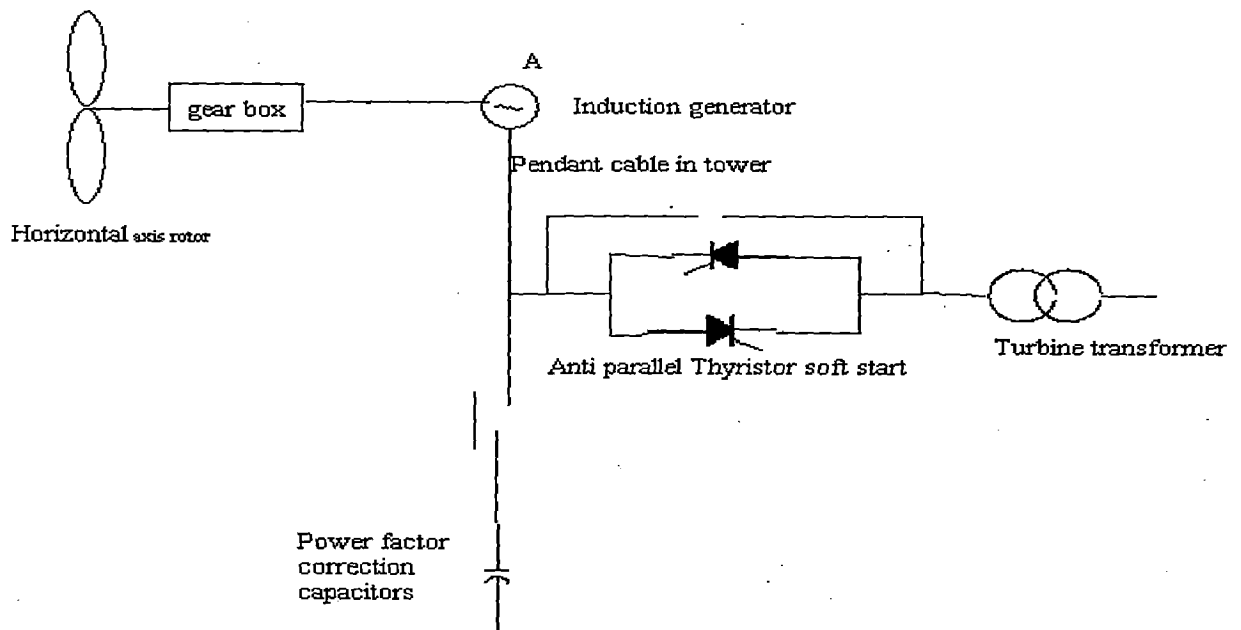 A
gear box
Induction generator
Pendant cable in tower
Horizontal axis rotor
Anti parallel Thyristor soft start
Turbine transformer
Power factor
correction
capacitors